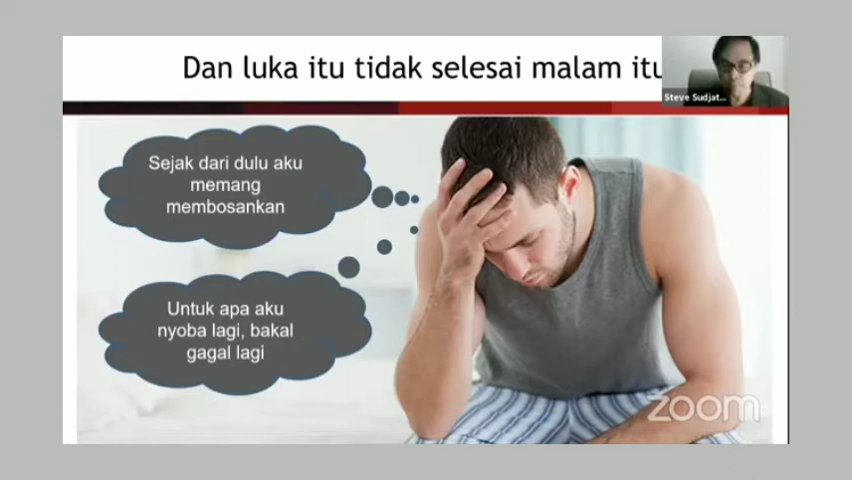 Dan luka itu tidak selesai malam itu
Steve Sudjat...
Sejak dari dulu aku
memang
membosankan
Untuk apa aku
nyoba lagi, bakal
gagal lagi
zoom